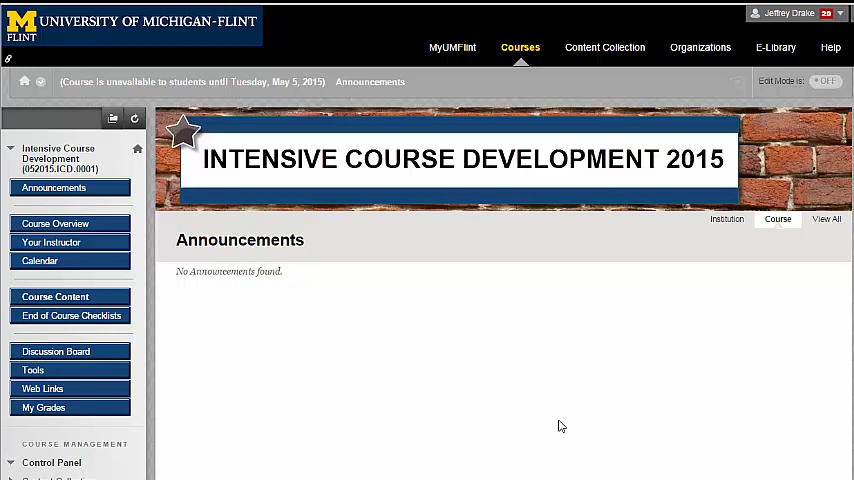 UNIVERSITY OF MICHIGAN-FLINT
M
FLINT
Jeffrey Drake 20
MyUMFlint Courses Content Collection Organizations E-Library Help
(Course is unavailable to students until Tuesday, May 5, 2015) Announcements
Edit Mode is: OFF
Intensive Course
Development
(052015.ICD.0001)
Announcements
Course Overview
Your Instructor
Calendar
Course Content
End of Course Checklists
Discussion Board
Tools
Web Links
My Grades
COURSE MANAGEMENT
Control Panel
INTENSIVE COURSE DEVELOPMENT 2015
Institution Course View All
Announcements
No Announcements found.